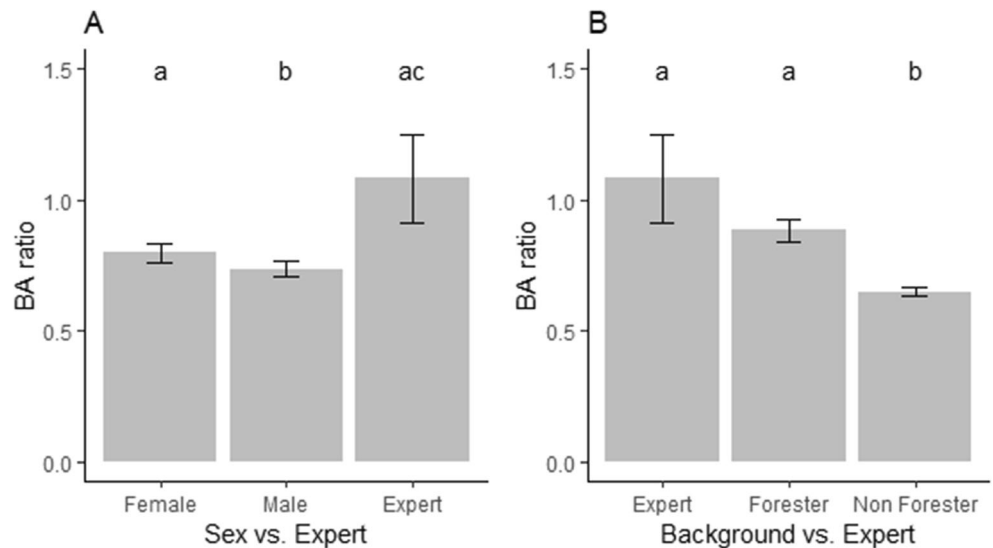 A
BA ratio
1.5
1.0
0.5
0.0
a b ac
Female Male Expert
Sex vs. Expert
B
BA ratio
1.5
1.0
0.5
0.0
a a b
Expert Forester Non Forester
Background vs. Expert